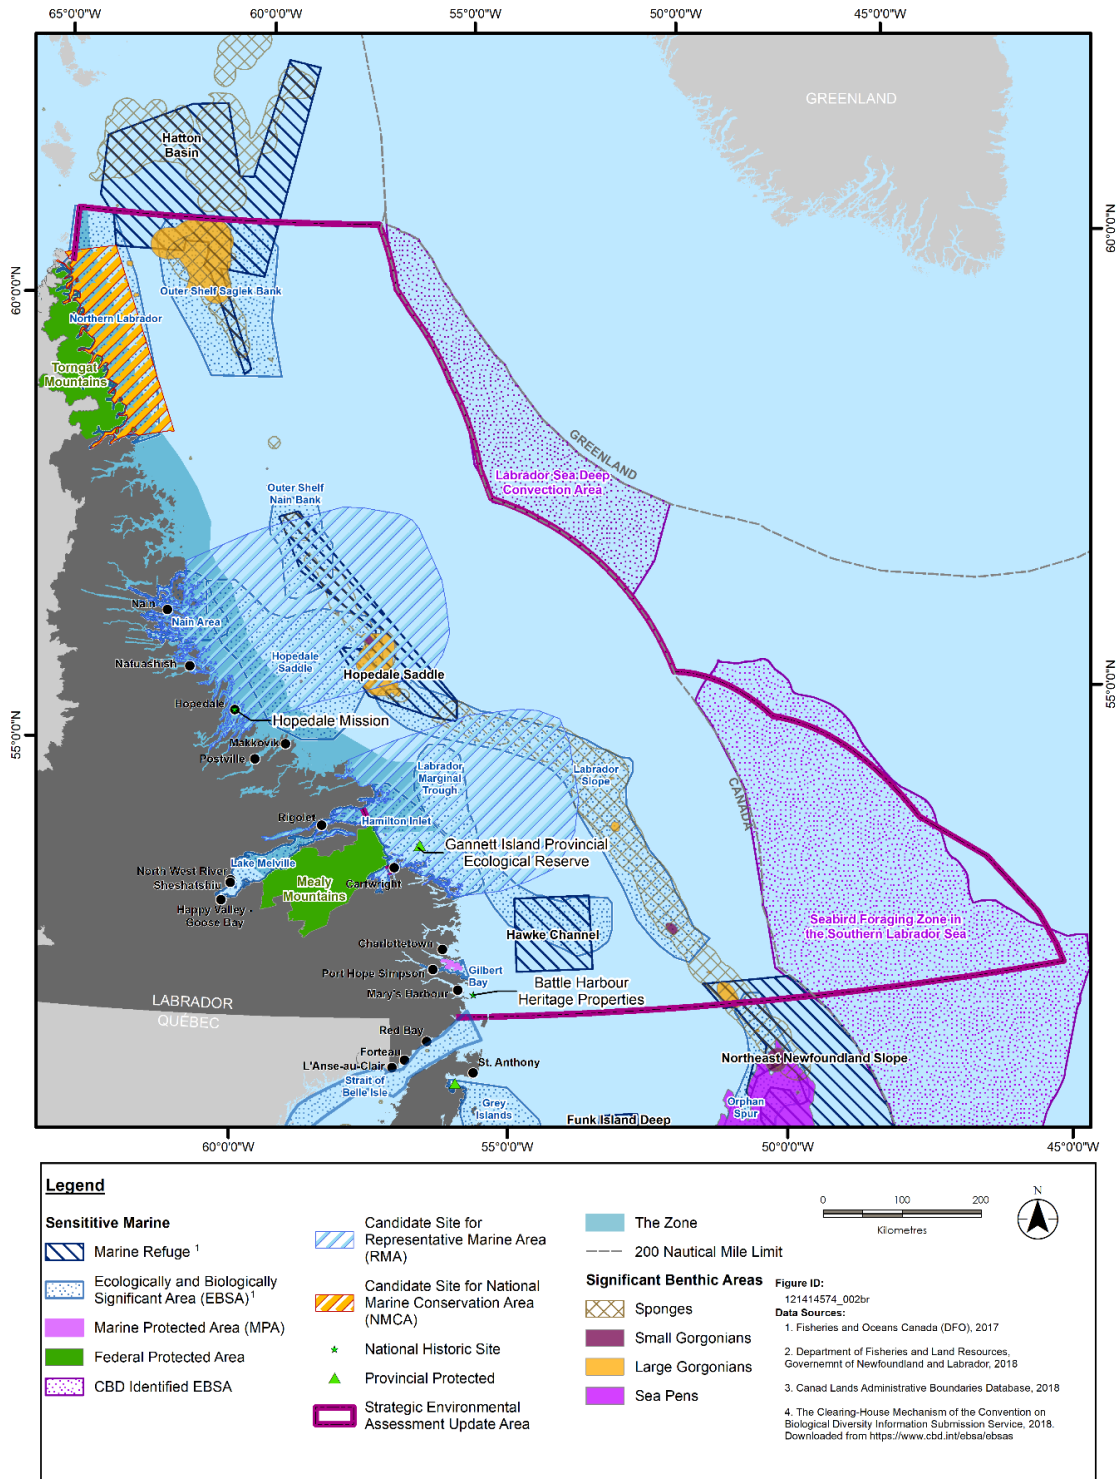 65°0'0"W
60°0'0"W
55°0'0"W
50°0'0"W
45°0'0"W
GREENLAND
Hatton
Basin
60°0'0"N
60°0'0"N
Outer Shelf Saglek Bank
Northern Labrador
Torngat
Mountains
GREENLAND
Labrador Sea Deep
Convection Area
Outer Shelf
Nain Bank
Nain
Nain Area
Hopedale
Saddle
Natuashish
Hopedale Saddle
55°0'0"N
55°0'0"N
Hopedale
Hopedale Mission
Makkovik
Postville
Labrador
Marginal
Trough
Labrador
Slope
CANADA
Rigolet
Hamilton Inlet
Gannett Island Provincial
Ecological Reserve
Lake Melville
North West River
Sheshatshiu
Mealy
Mountains
Cartwright
Happy Valley -
Goose Bay
Seabird Foraging Zone in
the Southern Labrador Sea
Hawke Channel
Charlottetown
Port Hope Simpson
Gilbert
Bay
Mary's Harbour
Battle Harbour
Heritage Properties
LABRADOR
QUÉBEC
Red Bay
Forteau
L'Anse-au-Clair
St. Anthony
Northeast Newfoundland Slope
Strait of
Belle Isle
Grey
Islands
Orphan
Spur
Funk Island Deep
60°0'0"W
55°0'0"W
50°0'0"W
45°0'0"W
Legend
Sensitive Marine
Marine Refuge 1
Ecologically and Biologically
Significant Area (EBSA)1
Marine Protected Area (MPA)
Federal Protected Area
CBD Identified EBSA
Candidate Site for
Representative Marine Area
(RMA)
Candidate Site for National
Marine Conservation Area
(NMCA)
National Historic Site
Provincial Protected
Strategic Environmental
Assessment Update Area
The Zone
200 Nautical Mile Limit
Significant Benthic Areas
Sponges
Small Gorgonians
Large Gorgonians
Sea Pens
0 100 200
Kilometres
N
Figure ID:
121414574_002br
Data Sources:
1. Fisheries and Oceans Canada (DFO), 2017
2. Department of Fisheries and Land Resources,
Governemnt of Newfoundland and Labrador, 2018
3. Canad Lands Administrative Boundaries Database, 2018
4. The Clearing-House Mechanism of the Convention on
Biological Diversity Information Submission Service, 2018.
Downloaded from https://www.cbd.int/ebsa/ebsas